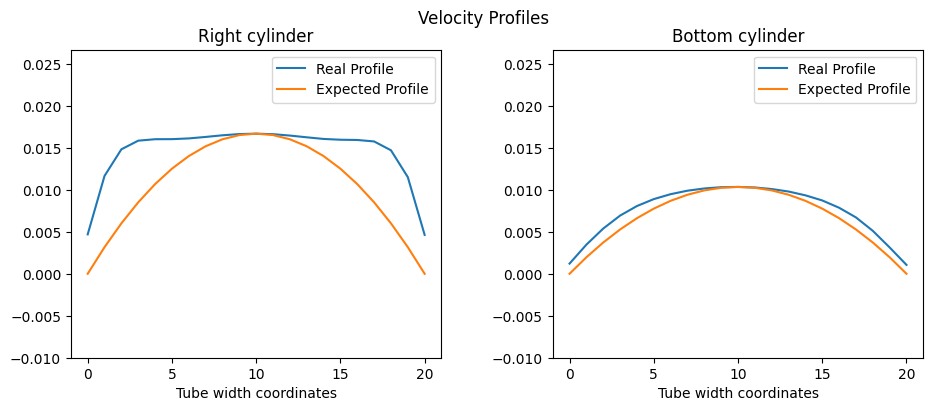 Velocity Profiles
Right cylinder
Real Profile
Expected Profile
0.025
0.020
0.015
0.010
0.005
0.000
−0.005
−0.010
0 5 10 15 20
Tube width coordinates
Bottom cylinder
Real Profile
Expected Profile
0.025
0.020
0.015
0.010
0.005
0.000
−0.005
−0.010
0 5 10 15 20
Tube width coordinates